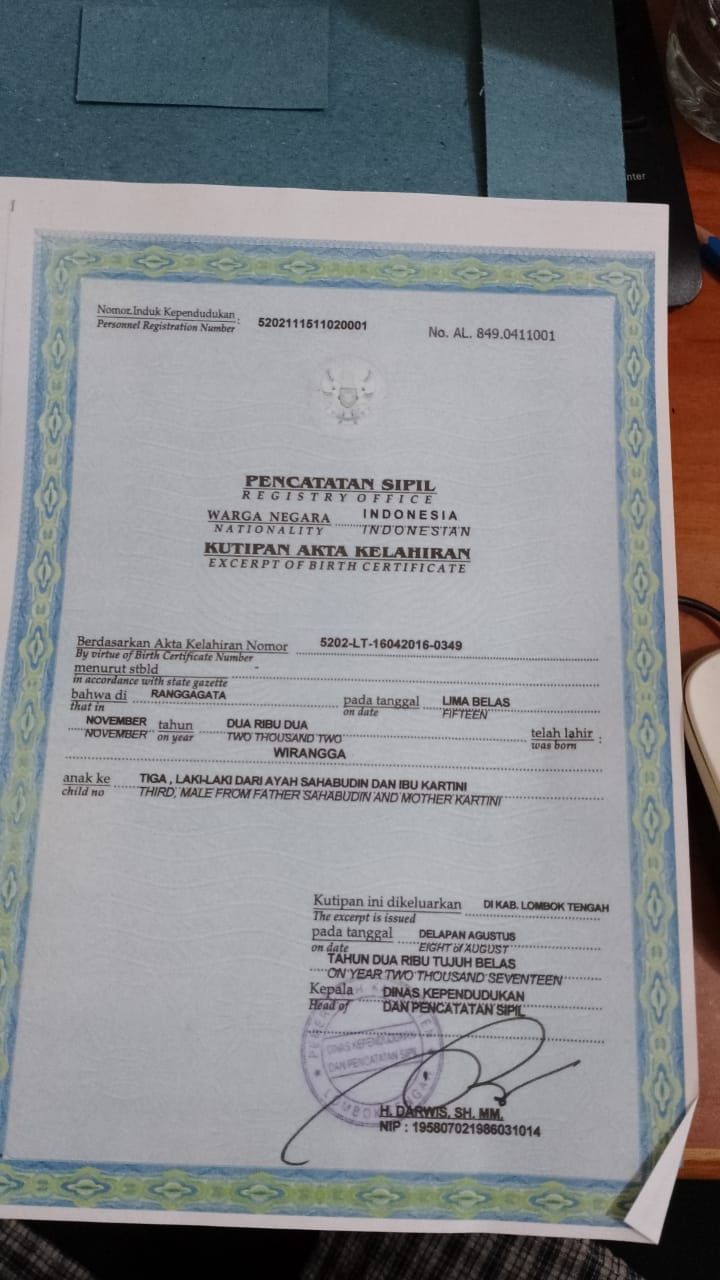 Nomor Induk Kependudukan : 5202111511020001
Personnel Registration Number
No. AL. 849.0411001
PENCATATAN SIPIL
REGISTRY OFFICE
WARGA NEGARA INDONESIA
NATIONALITY INDONESIAN
KUTIPAN AKTA KELAHIRAN
EXCERPT OF BIRTH CERTIFICATE
Berdasarkan Akta Kelahiran Nomor 5202-LT-16042016-0349
By virtue of Birth Certificate Number
menurut stbld -
in accordance with state gazette
bahwa di RANGGAGATA pada tanggal LIMA BELAS
that in on date FIFTEEN
NOVEMBER tahun DUA RIBU DUA telah lahir :
NOVEMBER on year TWO THOUSAND TWO was born
WIRANGGA
anak ke TIGA , LAKI-LAKI DARI AYAH SAHABUDIN DAN IBU KARTINI
child no THIRD, MALE FROM FATHER SAHABUDIN AND MOTHER KARTINI
Kutipan ini dikeluarkan DI KAB. LOMBOK TENGAH
The excerpt is issued
pada tanggal DELAPAN AGUSTUS
on date EIGHT of AUGUST
TAHUN DUA RIBU TUJUH BELAS
ON YEAR TWO THOUSAND SEVENTEEN
Kepala DINAS KEPENDUDUKAN
Head of DAN PENCATATAN SIPIL
DINAS KEPENDUDUKAN
DAN PENCATATAN SIPIL
H. DARWIS, SH. MM.
NIP : 195807021986031014